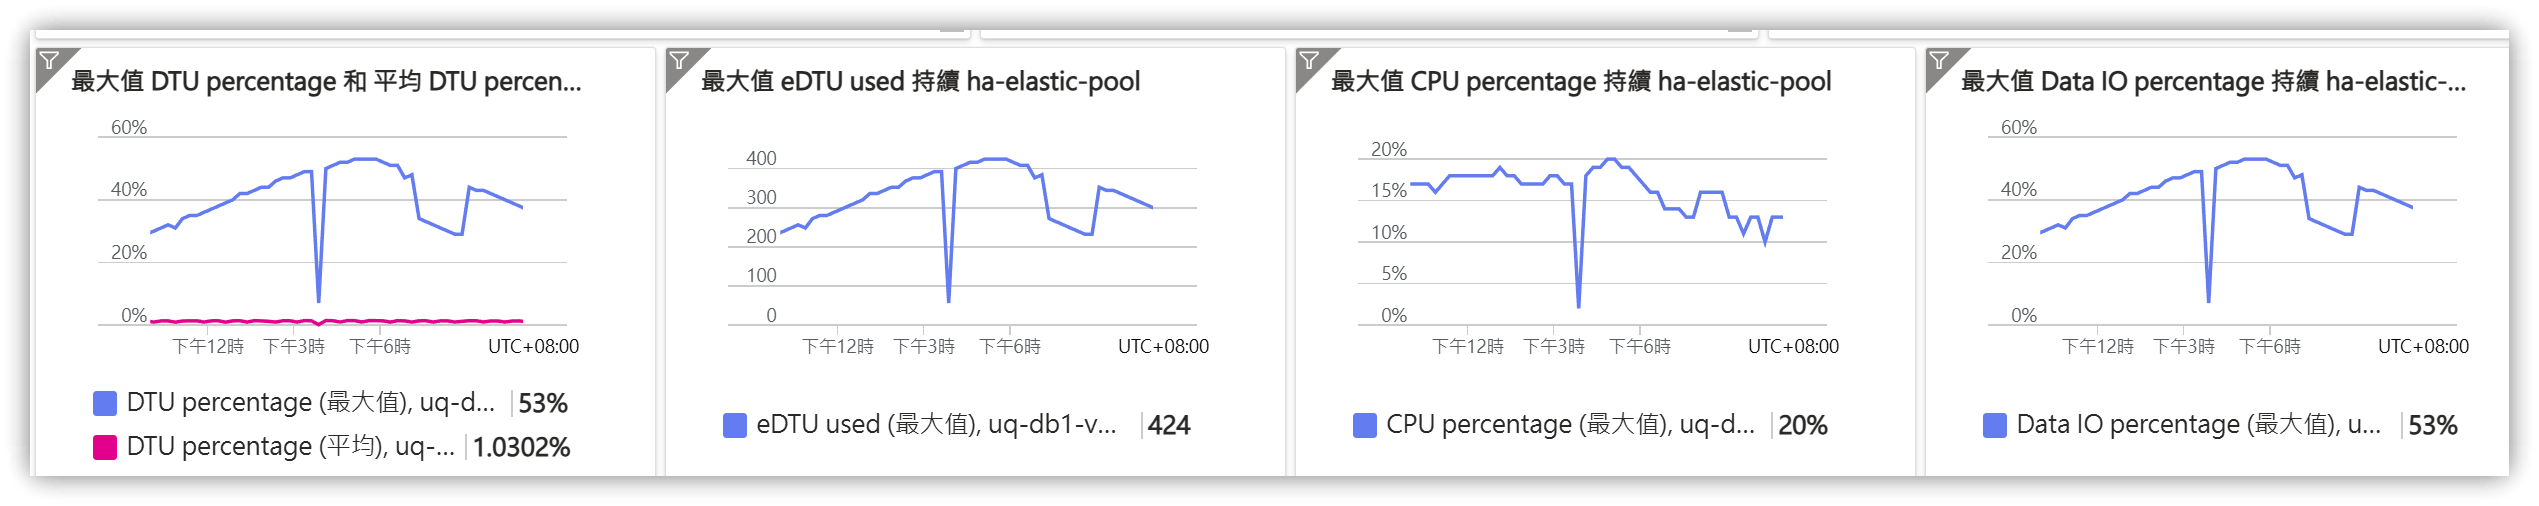 最大值 DTU percentage 和 平均 DTU percen...
60%
40%
20%
0%
下午12時 下午3時 下午6時 UTC+08:00
DTU percentage (最大值), uq-d... 53%
DTU percentage (平均), uq-... 1.0302%
最大值 eDTU used 持續 ha-elastic-pool
400
300
200
100
0
下午12時 下午3時 下午6時 UTC+08:00
eDTU used (最大值), uq-db1-v... 424
最大值 CPU percentage 持續 ha-elastic-pool
20%
15%
10%
5%
0%
下午12時 下午3時 下午6時 UTC+08:00
CPU percentage (最大值), uq-d... 20%
最大值 Data IO percentage 持續 ha-elastic-...
60%
40%
20%
0%
下午12時 下午3時 下午6時 UTC+08:00
Data IO percentage (最大值), u... 53%